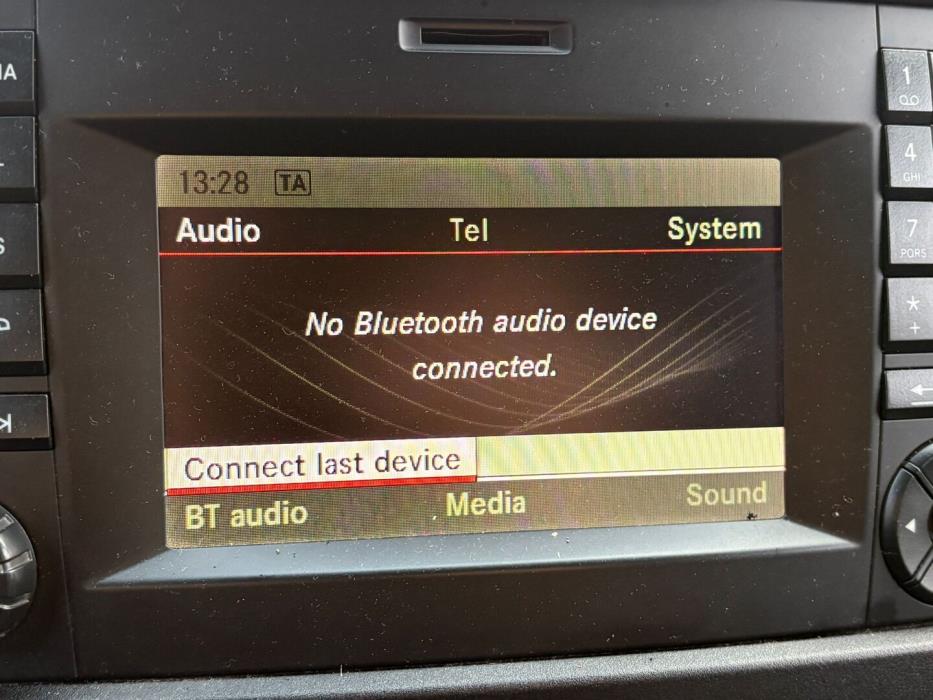 13:28 TA
Audio Tel System
No Bluetooth audio device
connected.
Connect last device
BT audio Media Sound
1
4
GHI
7
PQRS
*
+